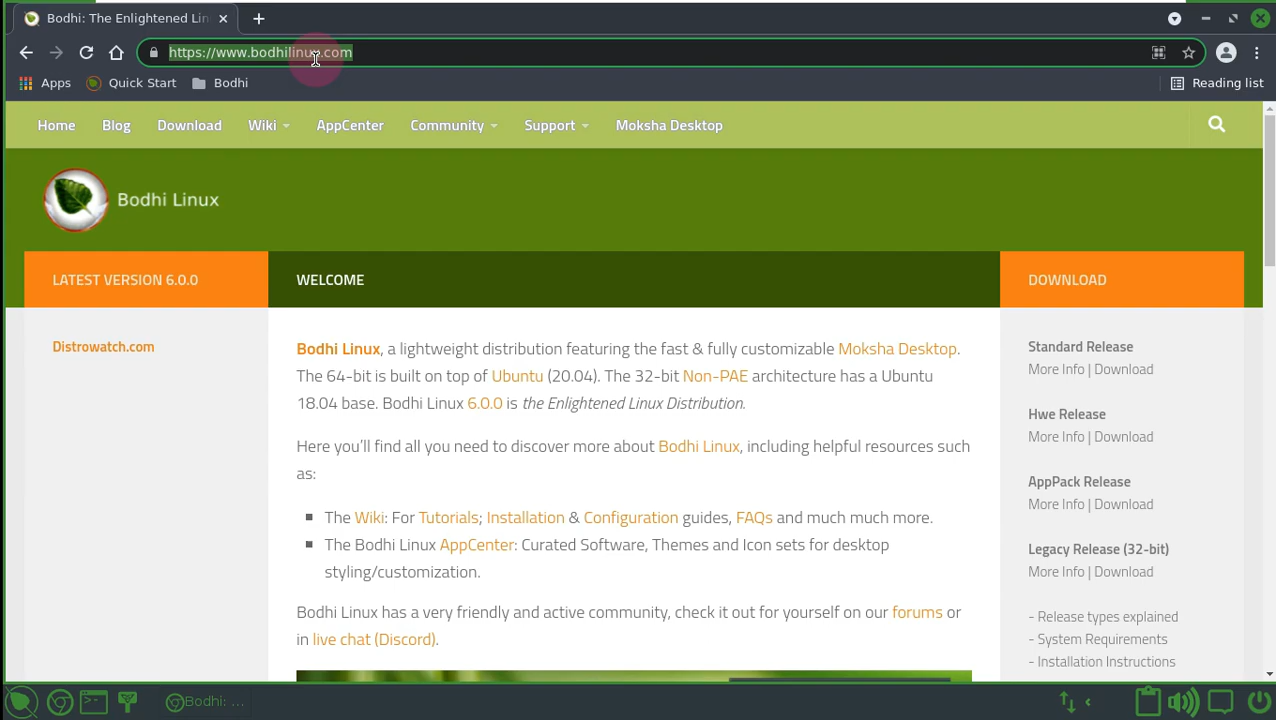 Bodhi: The Enlightened Lin
https://www.bodhilinux.com
Apps
Quick Start
Bodhi
Reading list
Home
Blog
Download
Wiki
AppCenter
Community
Support
Moksha Desktop
Bodhi Linux
LATEST VERSION 6.0.0
WELCOME
DOWNLOAD
Distrowatch.com
Bodhi Linux, a lightweight distribution featuring the fast & fully customizable Moksha Desktop.
The 64-bit is built on top of Ubuntu (20.04). The 32-bit Non-PAE architecture has a Ubuntu
18.04 base. Bodhi Linux 6.0.0 is the Enlightened Linux Distribution.
Here you'll find all you need to discover more about Bodhi Linux, including helpful resources such
as:
The Wiki: For Tutorials; Installation & Configuration guides, FAQs and much much more.
The Bodhi Linux AppCenter: Curated Software, Themes and Icon sets for desktop
styling/customization.
Bodhi Linux has a very friendly and active community, check it out for yourself on our forums or
in live chat (Discord).
Standard Release
More Info | Download
Hwe Release
More Info | Download
AppPack Release
More Info | Download
Legacy Release (32-bit)
More Info | Download
- Release types explained
- System Requirements
- Installation Instructions
Bodhi: ...